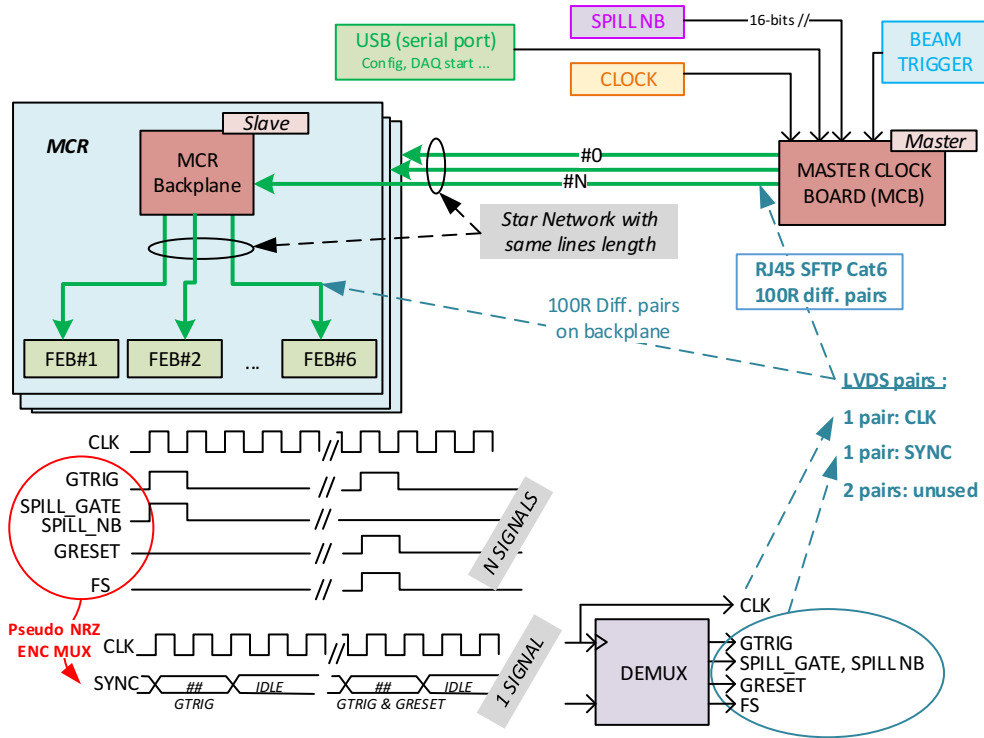 SPILL NB
16-bits //
USB (serial port)
Config, DAQ start ...
BEAM
TRIGGER
CLOCK
Slave
Master
MCR
MCR
Backplane
#0
#N
MASTER CLOCK
BOARD (MCB)
Star Network with
same lines length
RJ45 SFTP Cat6
100R diff. pairs
100R Diff. pairs
on backplane
FEB#1
FEB#2
...
FEB#6
LVDS pairs :
1 pair: CLK
1 pair: SYNC
2 pairs: unused
CLK
//
GTRIG
//
SPILL_GATE
SPILL_NB
//
GRESET
//
FS
//
N SIGNALS
Pseudo NRZ
ENC MUX
CLK
//
SYNC
##
IDLE
//
##
IDLE
GTRIG
GTRIG & GRESET
1 SIGNAL
DEMUX
CLK
GTRIG
SPILL_GATE, SPILL NB
GRESET
FS